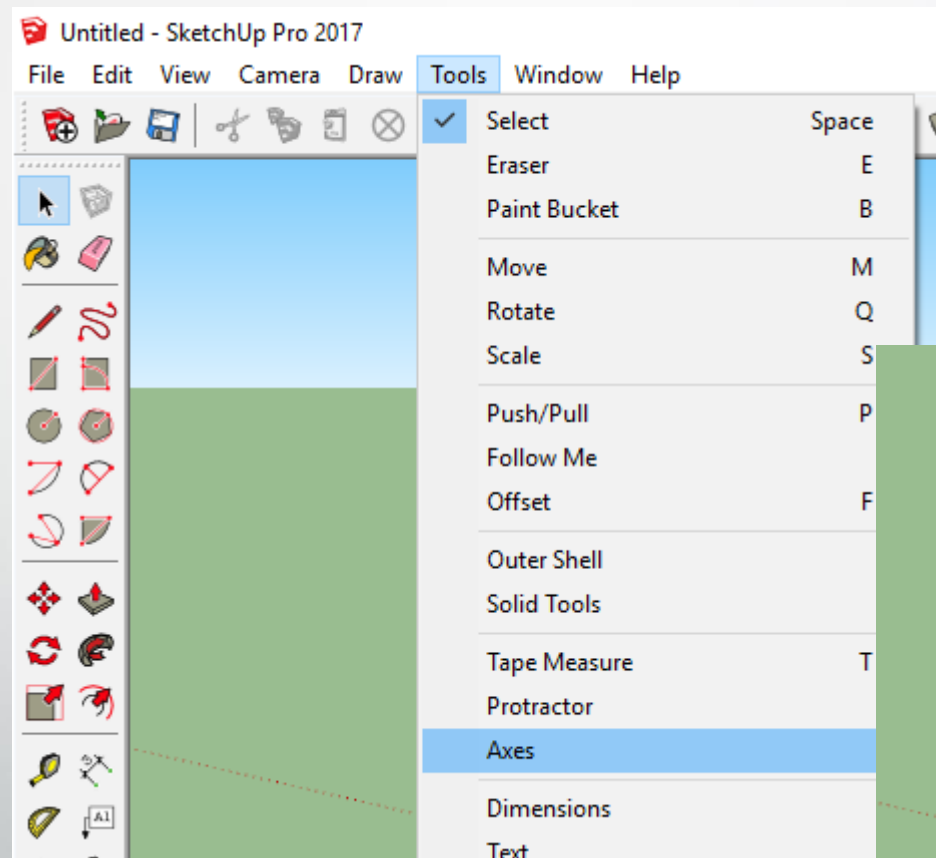 Untitled - SketchUp Pro 2017
File Edit View Camera Draw Tools Window Help
Select Space
Eraser E
Paint Bucket B
Move M
Rotate Q
Scale S
Push/Pull P
Follow Me
Offset F
Outer Shell
Solid Tools
Tape Measure T
Protractor
Axes
Dimensions
A1
Text